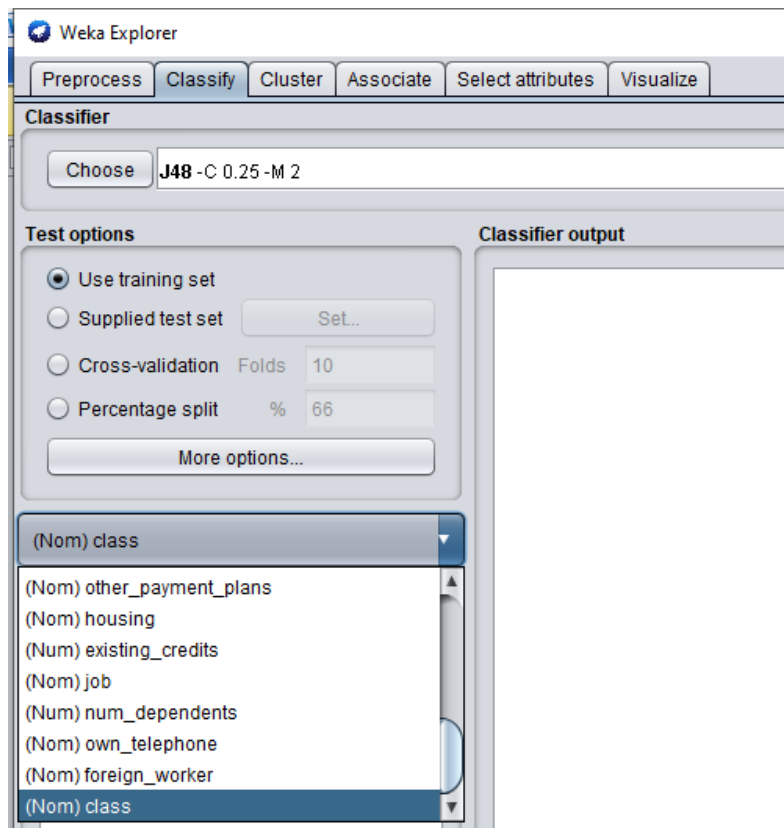 Weka Explorer
Preprocess Classify Cluster Associate Select attributes Visualize
Classifier
Choose J48 -C 0.25 -M 2
Test options
Classifier output
Use training set
Supplied test set Set...
Cross-validation Folds 10
Percentage split % 66
More options...
(Nom) class
(Nom) other_payment_plans
(Nom) housing
(Num) existing_credits
(Nom) job
(Num) num_dependents
(Nom) own_telephone
(Nom) foreign_worker
(Nom) class